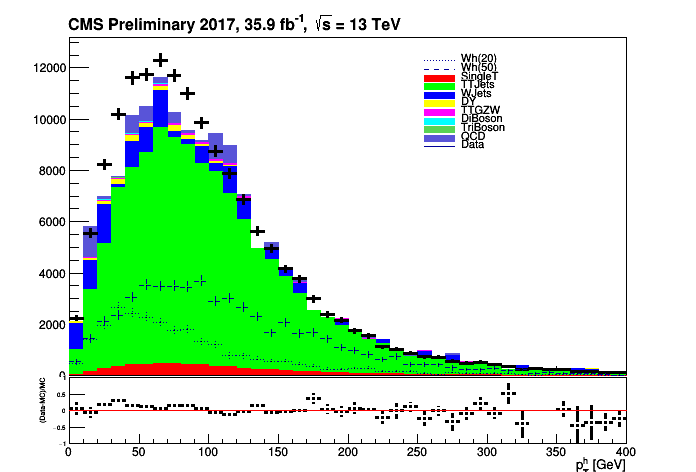 CMS Preliminary 2017, 35.9 fb⁻¹, √s = 13 TeV
Wh(20)
Wh(50)
SingleT
TTJets
WJets
DY
TTGZW
DiBoson
TriBoson
QCD
Data
12000
10000
8000
6000
4000
2000
0
(Data-MC)/MC
1
0.5
0
−0.5
−1
0 50 100 150 200 250 300 350 400
p_T^h [GeV]